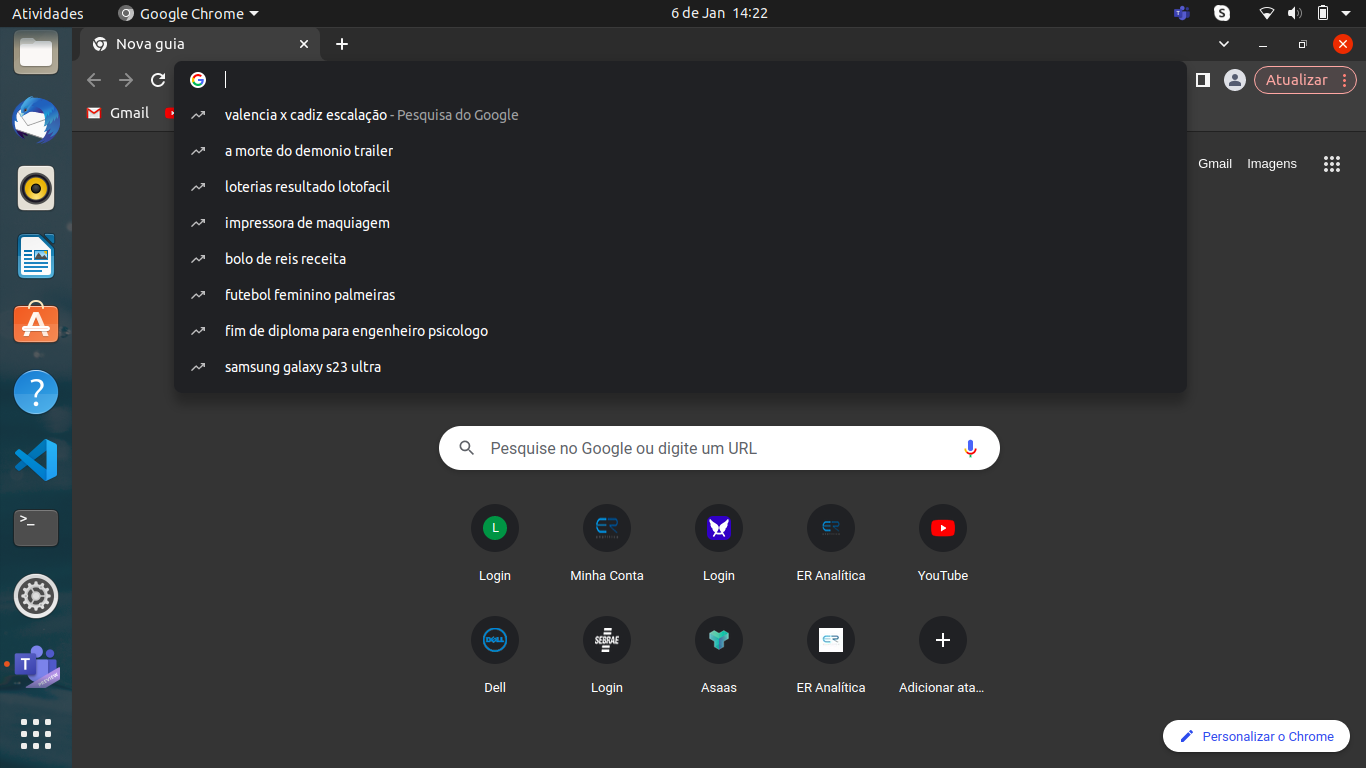 Atividades
Google Chrome
6 de Jan 14:22
Nova guia
Atualizar
Gmail
valencia x cadiz escalação - Pesquisa do Google
a morte do demonio trailer
loterias resultado lotofacil
impressora de maquiagem
bolo de reis receita
futebol feminino palmeiras
fim de diploma para engenheiro psicologo
samsung galaxy s23 ultra
Gmail Imagens
Pesquise no Google ou digite um URL
L
Login
Minha Conta
Login
ER Analítica
YouTube
DELL
SEBRAE
Dell
Login
Asaas
ER Analítica
Adicionar ata...
Personalizar o Chrome